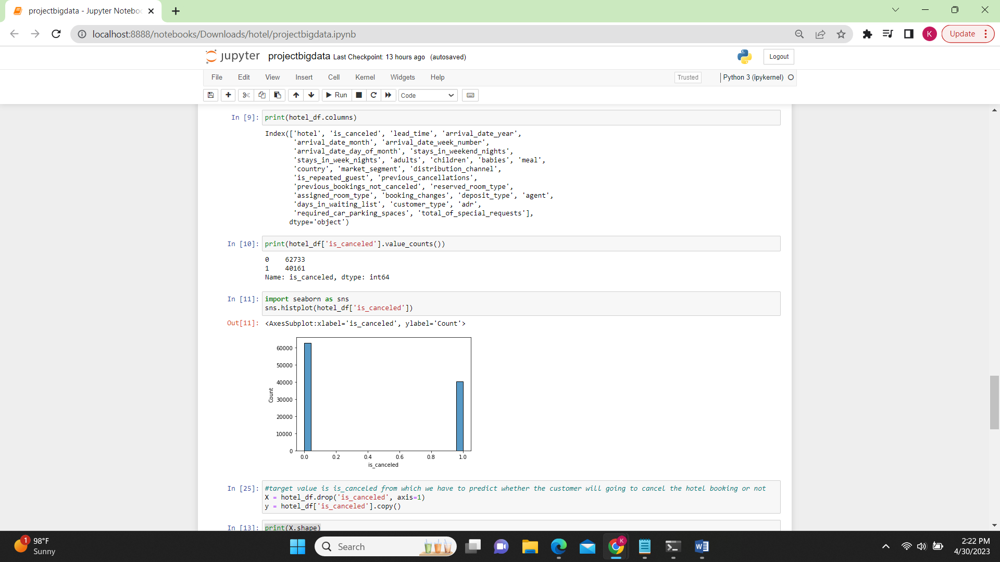 projectbigdata - Jupyter Notebo
localhost:8888/notebooks/Downloads/hotel/projectbigdata.ipynb
K
Update
jupyter projectbigdata Last Checkpoint: 13 hours ago (autosaved)
Logout
File Edit View Insert Cell Kernel Widgets Help
Trusted
Python 3 (ipykernel)
Run
Code
In [9]: print(hotel_df.columns)
Index(['hotel', 'is_canceled', 'lead_time', 'arrival_date_year',
'arrival_date_month', 'arrival_date_week_number',
'arrival_date_day_of_month', 'stays_in_weekend_nights',
'stays_in_week_nights', 'adults', 'children', 'babies', 'meal',
'country', 'market_segment', 'distribution_channel',
'is_repeated_guest', 'previous_cancellations',
'previous_bookings_not_canceled', 'reserved_room_type',
'assigned_room_type', 'booking_changes', 'deposit_type', 'agent',
'days_in_waiting_list', 'customer_type', 'adr',
'required_car_parking_spaces', 'total_of_special_requests'],
dtype='object')
In [10]: print(hotel_df['is_canceled'].value_counts())
0 62733
1 40161
Name: is_canceled, dtype: int64
In [11]: import seaborn as sns
sns.histplot(hotel_df['is_canceled'])
Out[11]: <AxesSubplot:xlabel='is_canceled', ylabel='Count'>
60000
50000
40000
30000
20000
10000
0
Count
0.0 0.2 0.4 0.6 0.8 1.0
is_canceled
In [25]: #target value is is_canceled from which we have to predict whether the customer will going to cancel the hotel booking or not
X = hotel_df.drop('is_canceled', axis=1)
y = hotel_df['is_canceled'].copy()
In [13]: print(X.shape)
1
98°F
Sunny
Search
K
2:22 PM
4/30/2023